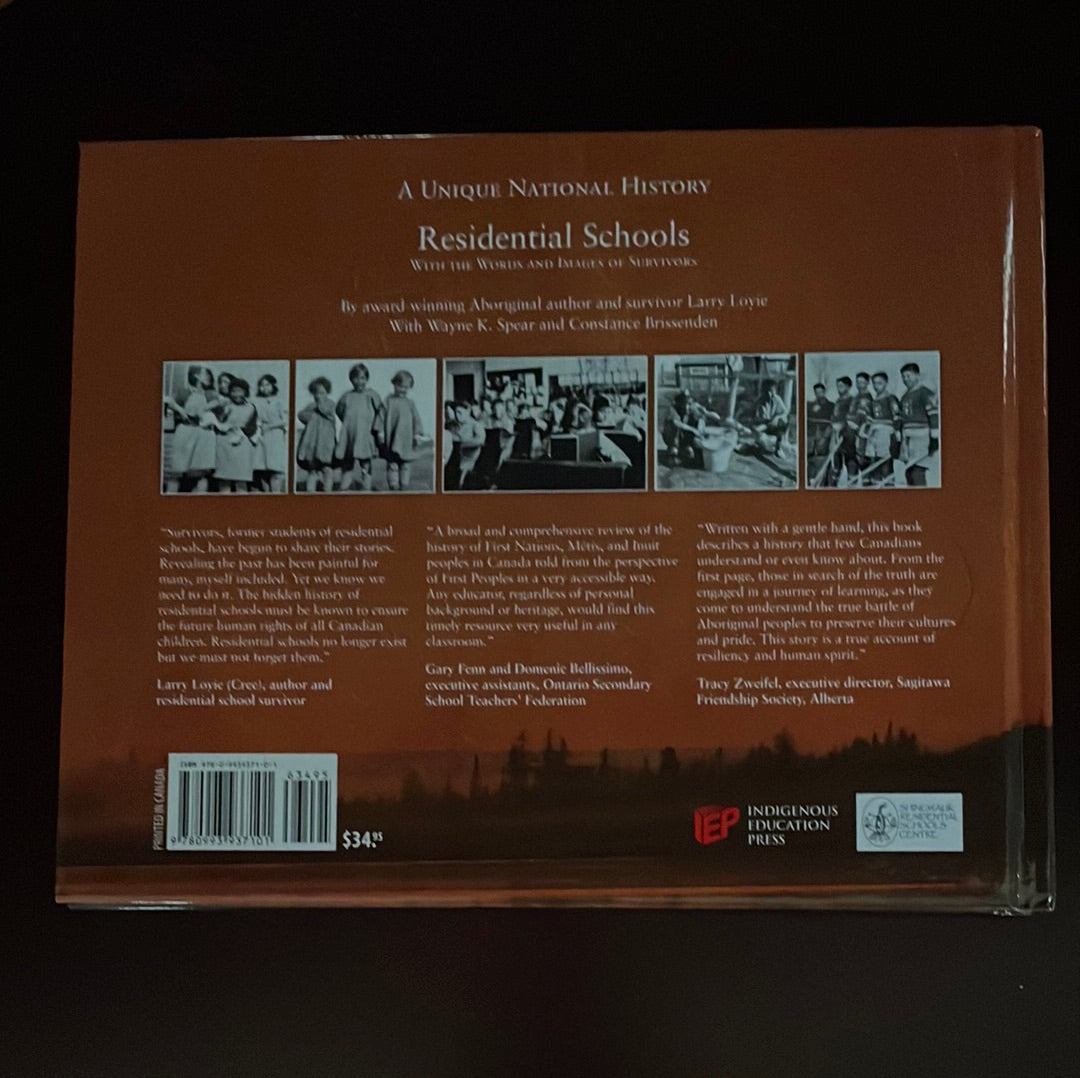 A UNIQUE NATIONAL HISTORY
Residential Schools
WITH THE WORDS AND IMAGES OF SURVIVORS
By award winning Aboriginal author and survivor Larry Loyie
With Wayne K. Spear and Constance Brissenden
"Survivors, former students of residential
schools, have begun to share their stories.
Revealing the past has been painful for
many, myself included. Yet we know we
need to do it. The hidden history of
residential schools must be known to ensure
the future human rights of all Canadian
children. Residential schools no longer exist
but we must not forget them."
Larry Loyie (Cree), author and
residential school survivor
"A broad and comprehensive review of the
history of First Nations, Métis, and Inuit
peoples in Canada told from the perspective
of First Peoples in a very accessible way.
Any educator, regardless of personal
background or heritage, would find this
timely resource very useful in any
classroom."
Gary Fenn and Domenic Bellissimo,
executive assistants, Ontario Secondary
School Teachers' Federation
"Written with a gentle hand, this book
describes a history that few Canadians
understand or even know about. From the
first page, those in search of the truth are
engaged in a journey of learning, as they
come to understand the true battle of
Aboriginal peoples to preserve their cultures
and pride. This story is a true account of
resiliency and human spirit."
Tracy Zweifel, executive director, Sagitawa
Friendship Society, Alberta
PRINTED IN CANADA
ISBN 978-0-9939371-0-1
63495
9 780993 937101
$34.95
IEP
INDIGENOUS
EDUCATION
PRESS
SHINGWAUK
RESIDENTIAL
SCHOOLS
CENTRE